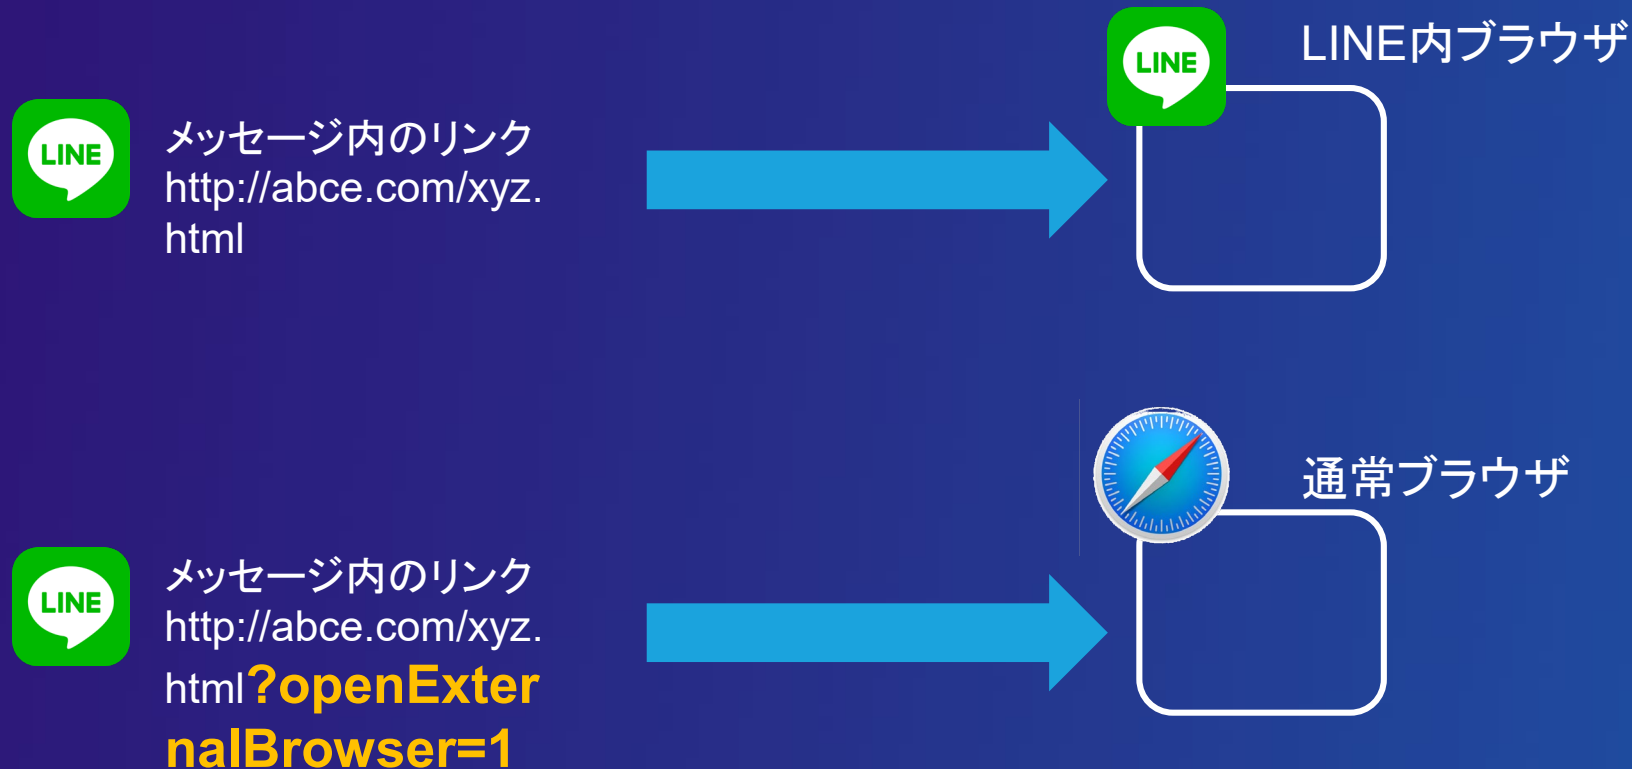 LINE
LINE内ブラウザ
LINE
メッセージ内のリンク
http://abce.com/xyz.
html
通常ブラウザ
LINE
メッセージ内のリンク
http://abce.com/xyz.
html?openExter
nalBrowser=1